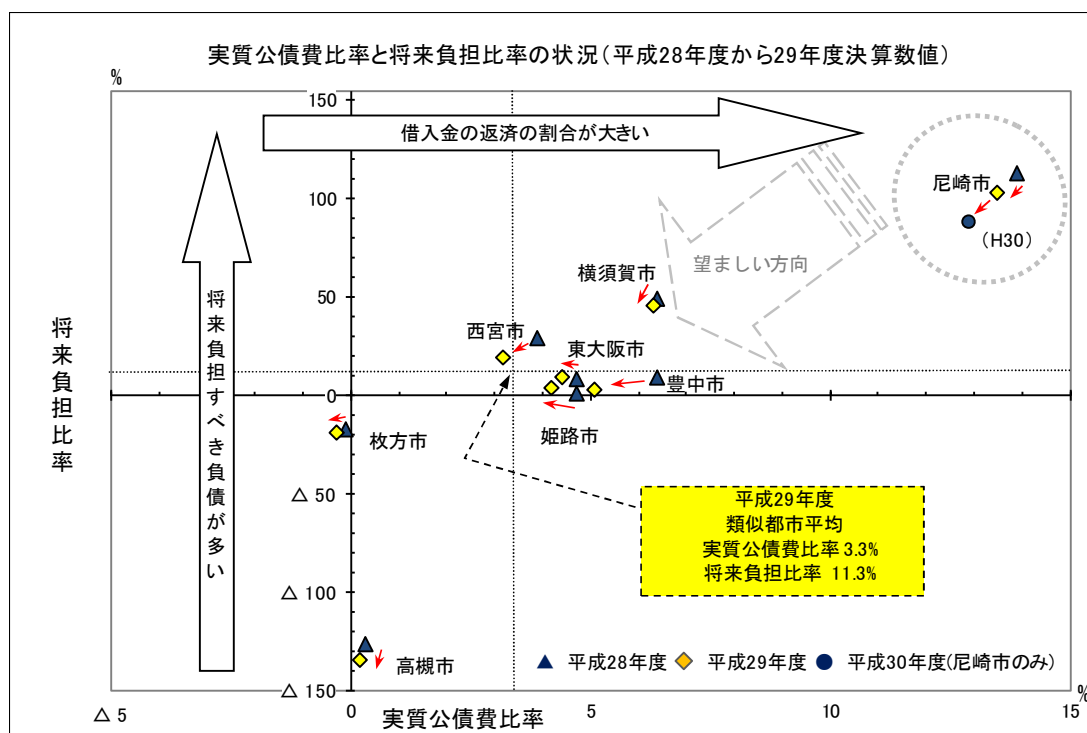 実質公債費比率と将来負担比率の状況(平成28年度から29年度決算数値)
%
150
借入金の返済の割合が大きい
100
尼崎市
(H30)
望ましい方向
横須賀市
50
将来負担すべき負債が多い
将来負担比率
西宮市
東大阪市
豊中市
0
姫路市
枚方市
△ 50
平成29年度
類似都市平均
実質公債費比率 3.3%
将来負担比率 11.3%
△ 100
高槻市
平成28年度
平成29年度
平成30年度(尼崎市のみ)
△ 150
%
△ 5
0
5
10
15
実質公債費比率